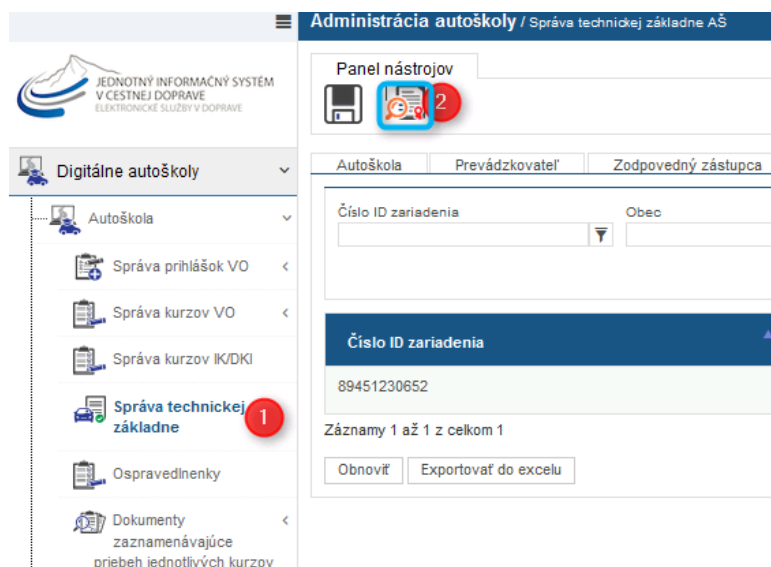 Administrácia autoškoly / Správa technickej základne AŠ
JEDNOTNÝ INFORMAČNÝ SYSTÉM
V CESTNEJ DOPRAVE
ELEKTRONICKÉ SLUŽBY V DOPRAVE
Panel nástrojov
2
Digitálne autoškoly
Autoškola
Správa prihlášok VO
Správa kurzov VO
Správa kurzov IK/DKI
Správa technickej
základne
1
Ospravedlnenky
Dokumenty
zaznamenávajúce
priebeh jednotlivých kurzov
Autoškola Prevádzkovateľ Zodpovedný zástupca
Číslo ID zariadenia Obec
Číslo ID zariadenia
89451230652
Záznamy 1 až 1 z celkom 1
Obnoviť Exportovať do excelu